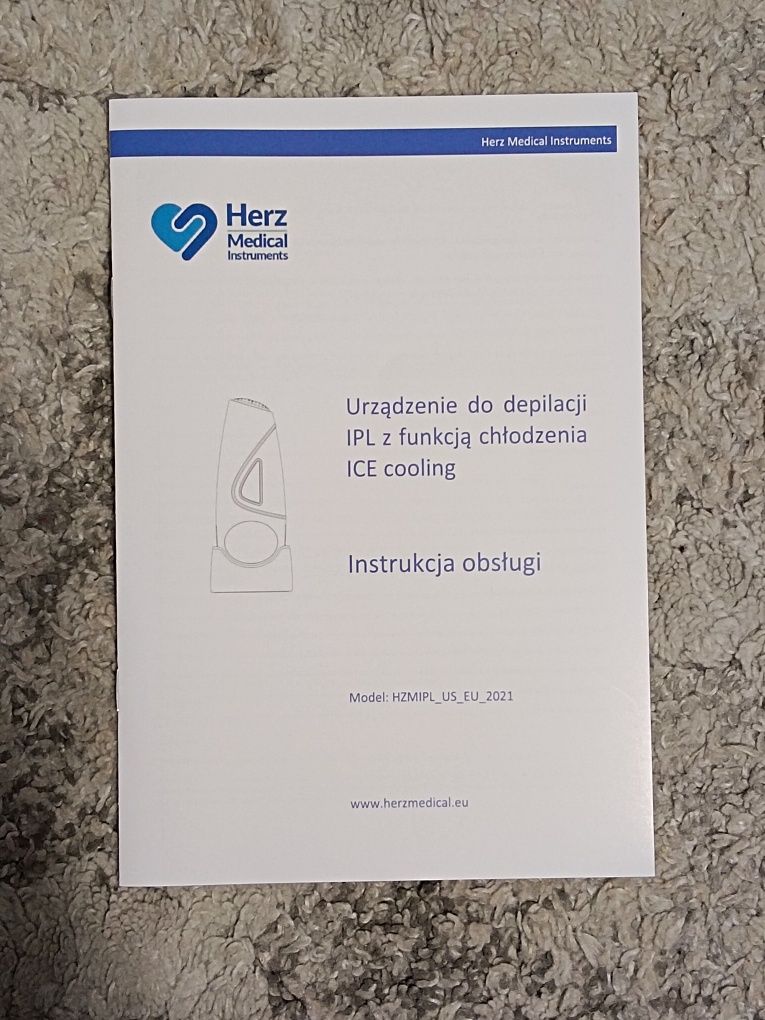 Herz Medical Instruments
Herz
Medical
Instruments
Urządzenie do depilacji
IPL z funkcją chłodzenia
ICE cooling
Instrukcja obsługi
Model: HZMIPL_US_EU_2021
www.herzmedical.eu